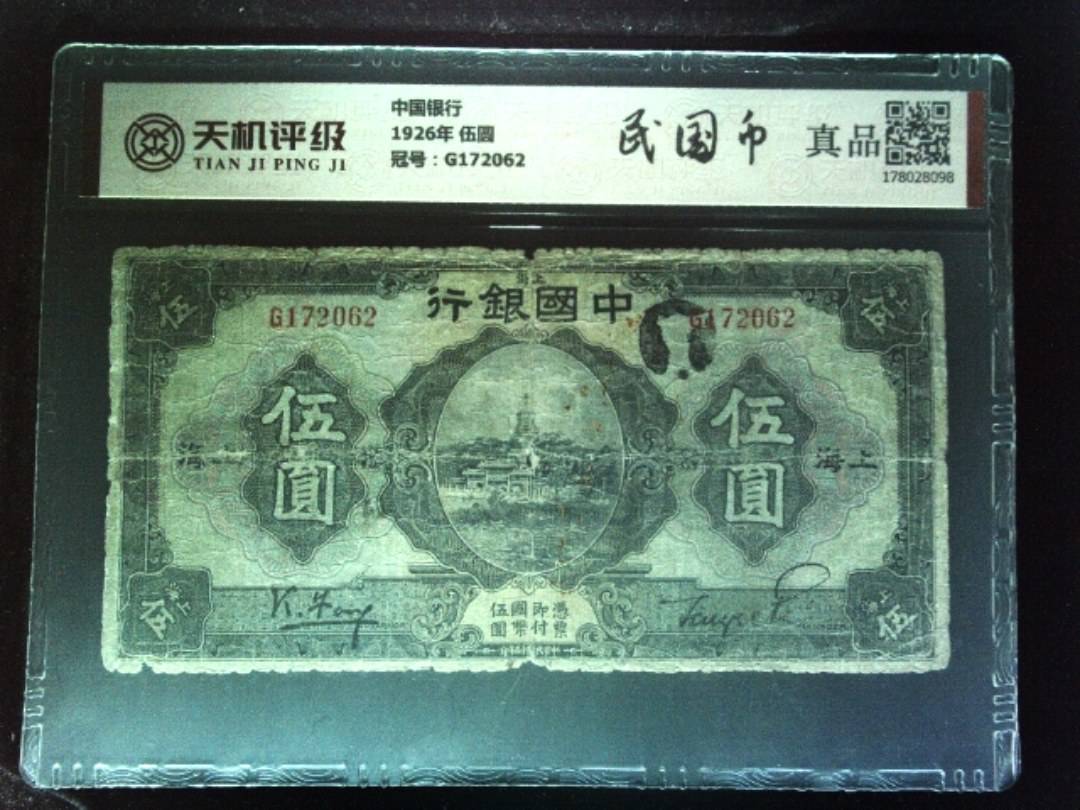 天机评级
TIAN JI PING JI
中国银行
1926年 伍圆
冠号：G172062
民国币
真品
178028098
行銀國中
G172062
G172062
伍
伍
伍圓
伍圓
海上
海上
伍國即憑
圓幣付票
伍
伍